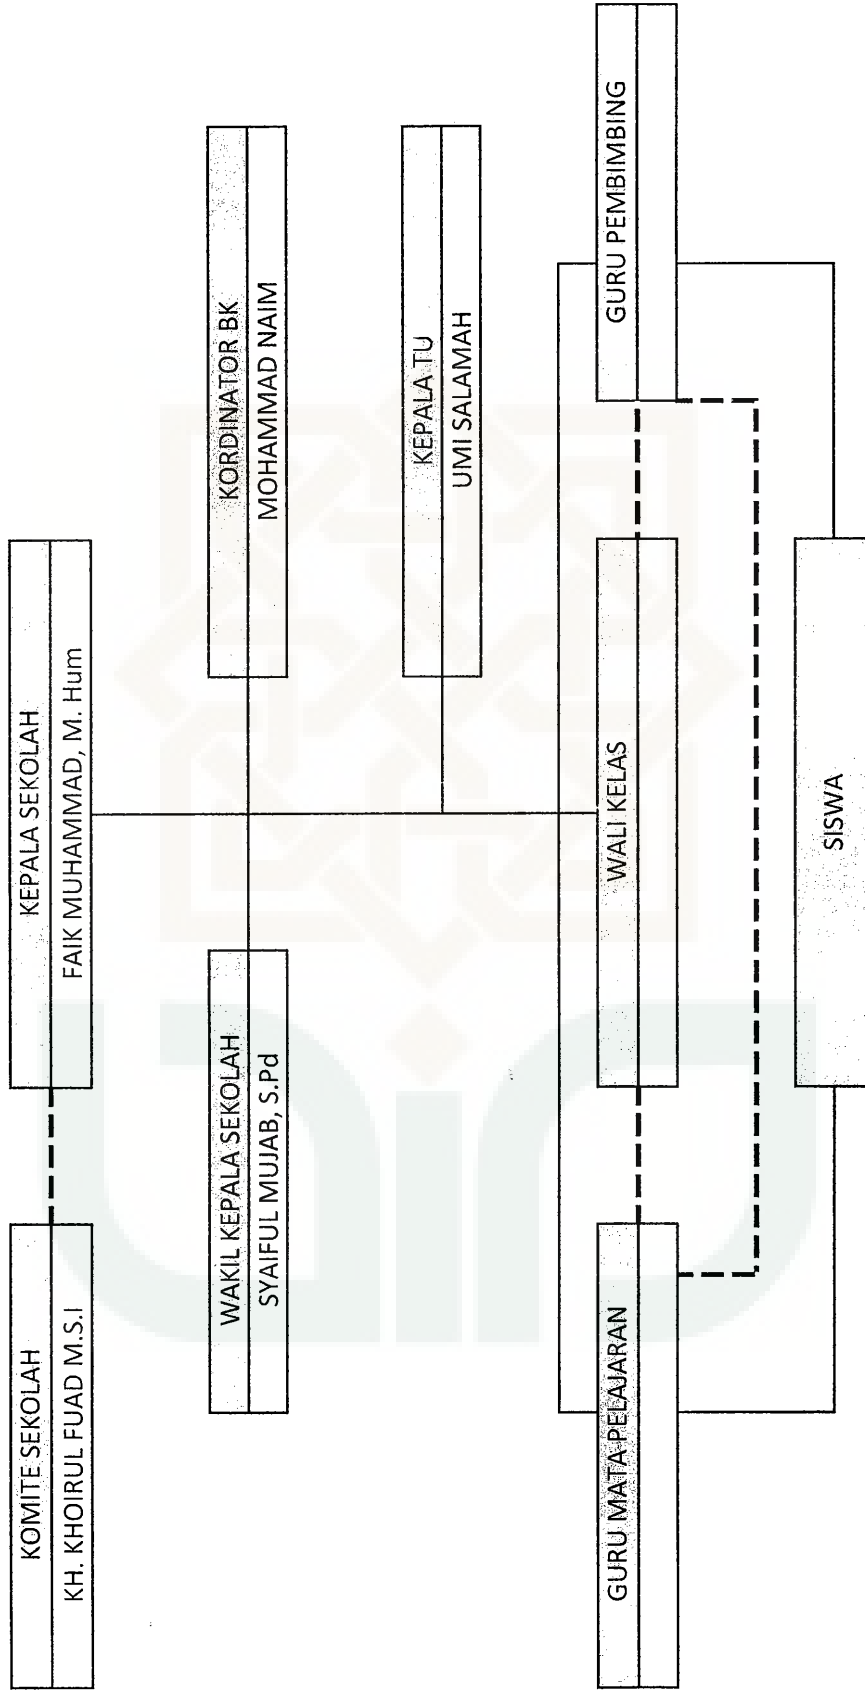 KOMITE SEKOLAH
KH. KHOIRUL FUAD M.S.I
KEPALA SEKOLAH
FAIK MUHAMMAD, M. Hum
WAKIL KEPALA SEKOLAH
SYAIFUL MUJAB, S.Pd
KORDINATOR BK
MOHAMMAD NAIM
KEPALA TU
UMI SALAMAH
GURU MATA PELAJARAN
WALI KELAS
GURU PEMBIMBING
SISWA